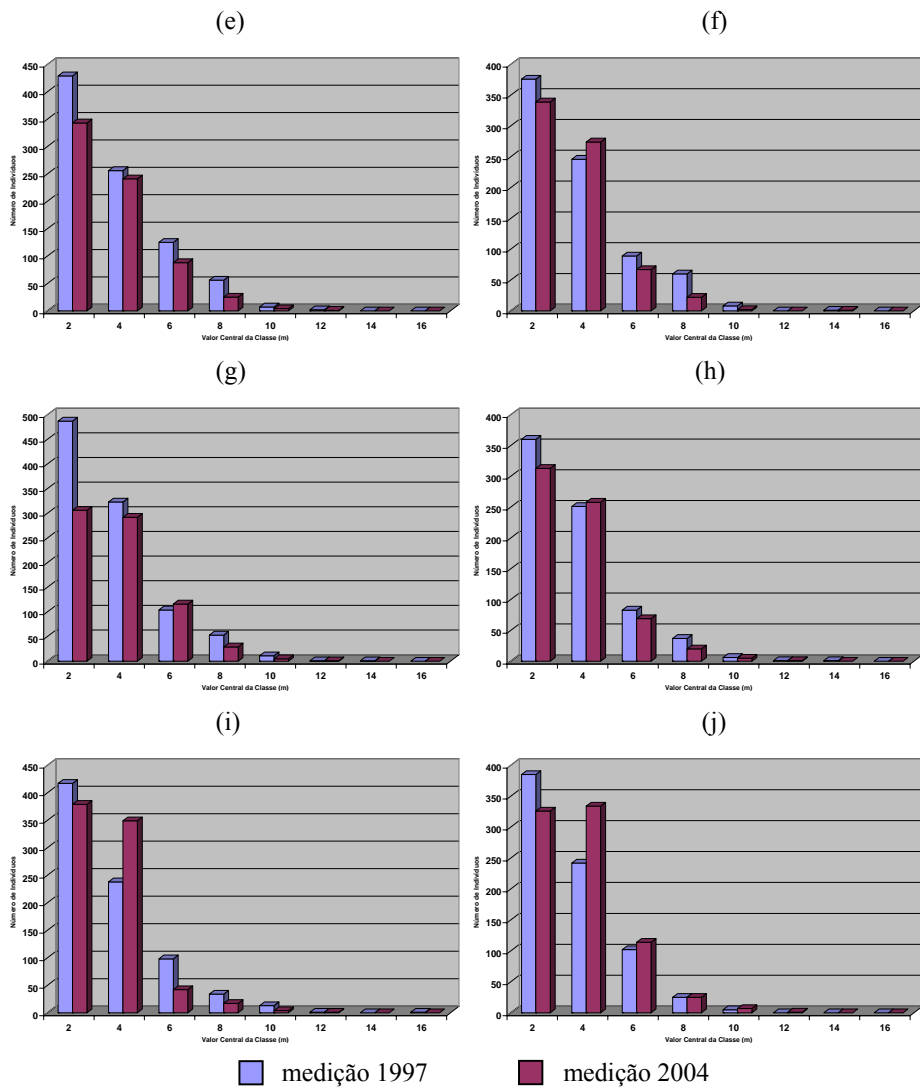 (e)
(f)
450
400
350
300
250
200
150
100
50
0
Número de Indivíduos
2 4 6 8 10 12 14 16
Valor Central da Classe (m)
400
350
300
250
200
150
100
50
0
Número de Indivíduos
2 4 6 8 10 12 14 16
Valor Central da Classe (m)
(g)
(h)
500
450
400
350
300
250
200
150
100
50
0
Número de Indivíduos
2 4 6 8 10 12 14 16
Valor Central da Classe (m)
400
350
300
250
200
150
100
50
0
Número de Indivíduos
2 4 6 8 10 12 14 16
Valor Central da Classe (m)
(i)
(j)
450
400
350
300
250
200
150
100
50
0
Número de Indivíduos
2 4 6 8 10 12 14 16
Valor Central da Classe (m)
400
350
300
250
200
150
100
50
0
Número de Indivíduos
2 4 6 8 10 12 14 16
Valor Central da Classe (m)
medição 1997
medição 2004